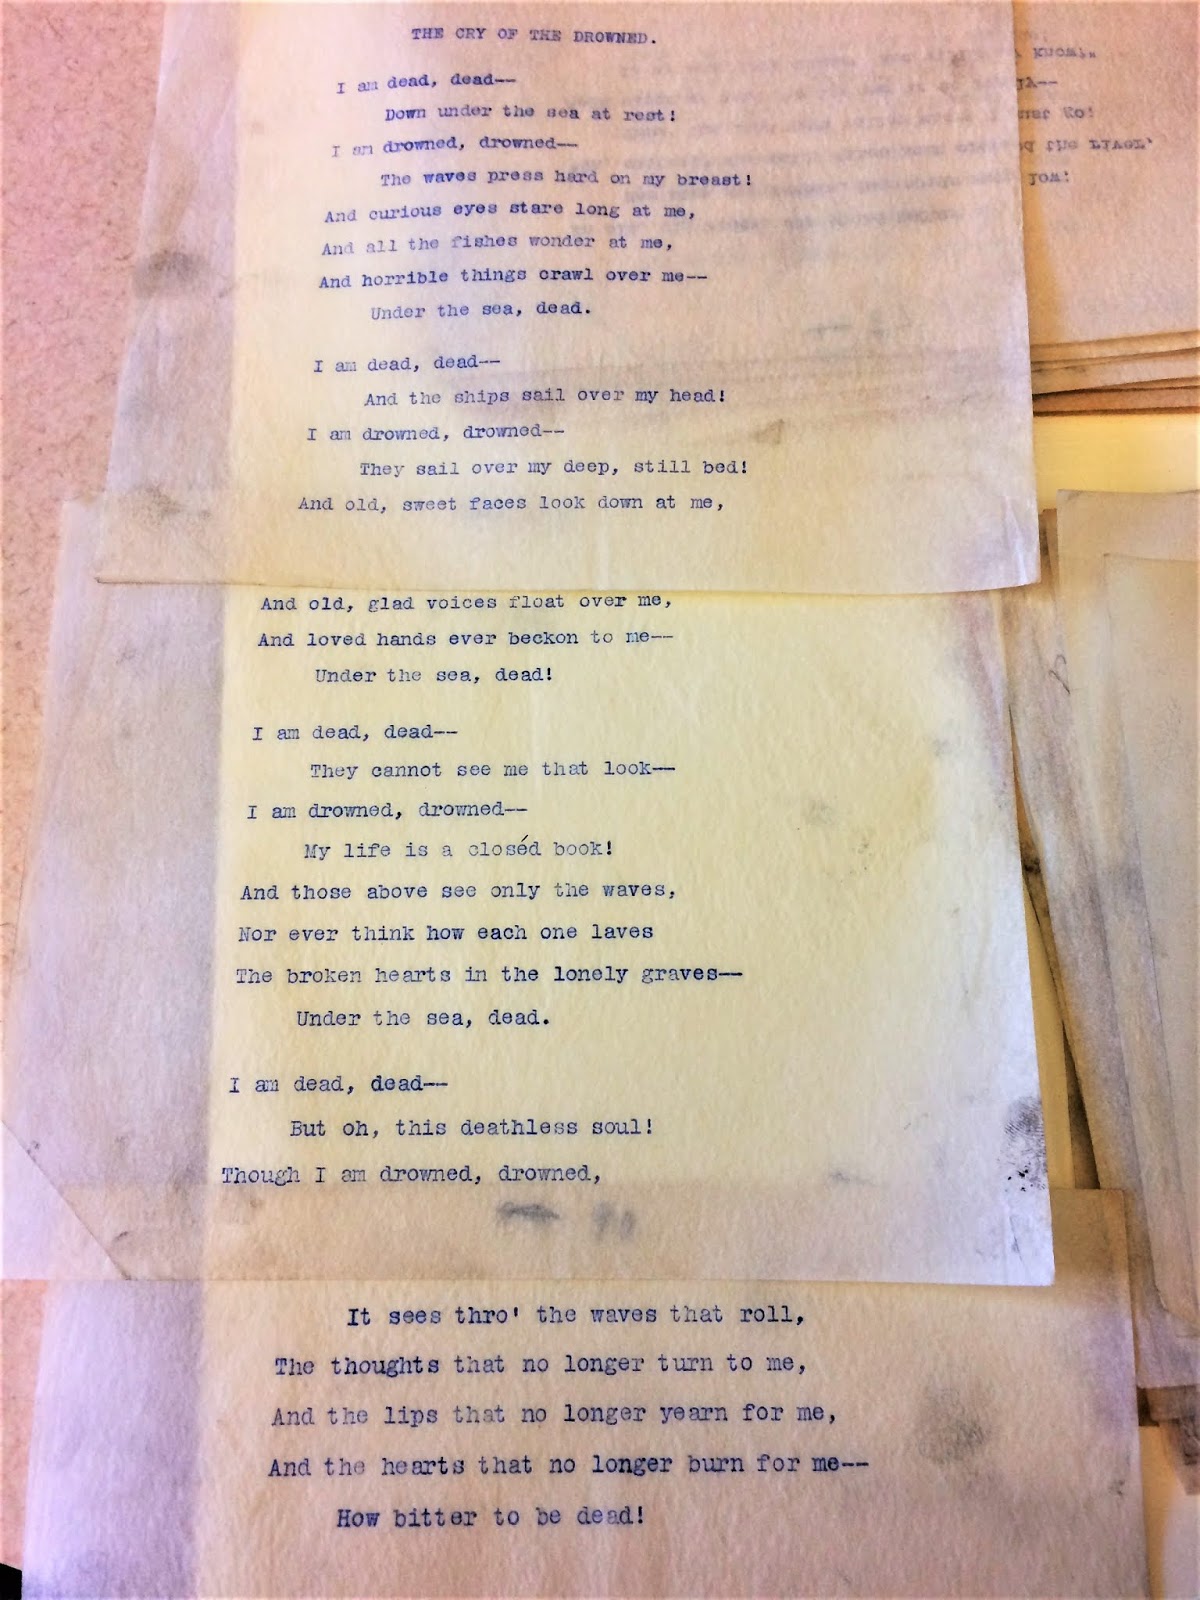 THE CRY OF THE DROWNED.
I am dead, dead--
Down under the sea at rest!
I am drowned, drowned--
The waves press hard on my breast!
And curious eyes stare long at me,
And all the fishes wonder at me,
And horrible things crawl over me--
Under the sea, dead.
I am dead, dead--
And the ships sail over my head!
I am drowned, drowned--
They sail over my deep, still bed!
And old, sweet faces look down at me,
And old, glad voices float over me,
And loved hands ever beckon to me--
Under the sea, dead!
I am dead, dead--
They cannot see me that look--
I am drowned, drowned--
My life is a closéd book!
And those above see only the waves,
Nor ever think how each one laves
The broken hearts in the lonely graves--
Under the sea, dead.
I am dead, dead--
But oh, this deathless soul!
Though I am drowned, drowned,
It sees thro' the waves that roll,
The thoughts that no longer turn to me,
And the lips that no longer yearn for me,
And the hearts that no longer burn for me--
How bitter to be dead!